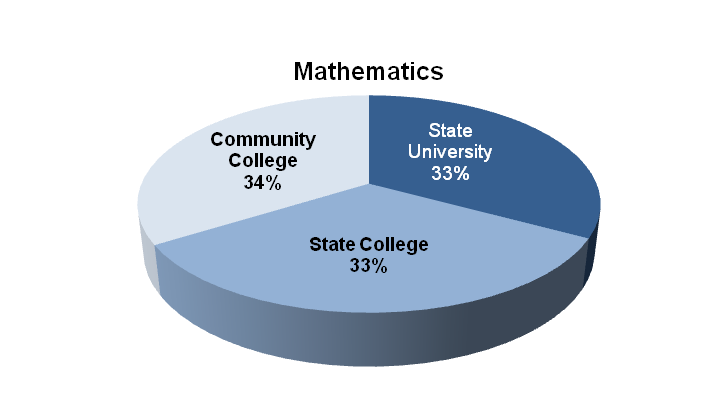 Mathematics
Community
College
34%
State
University
33%
State College
33%